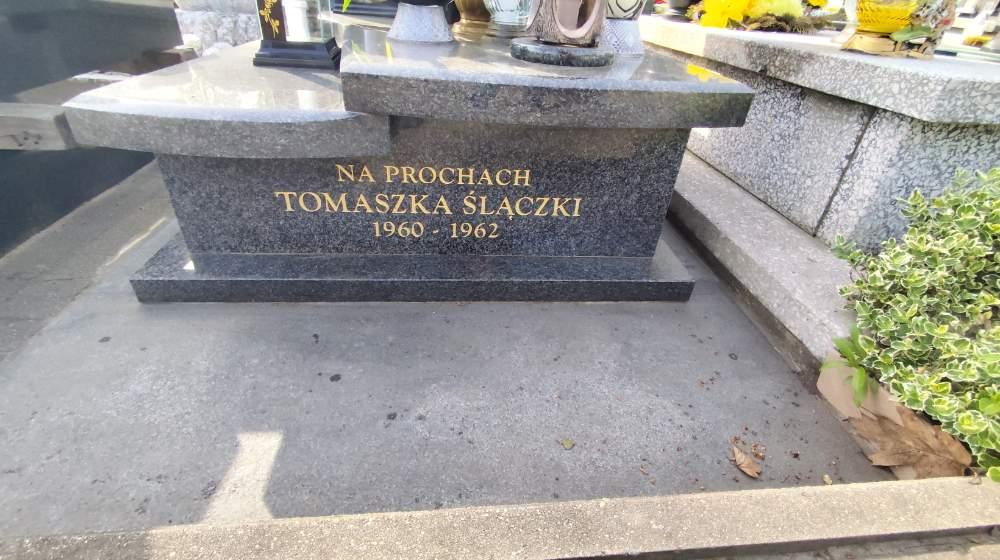 NA PROCHACH
TOMASZKA ŚLĄCZKI
1960 - 1962